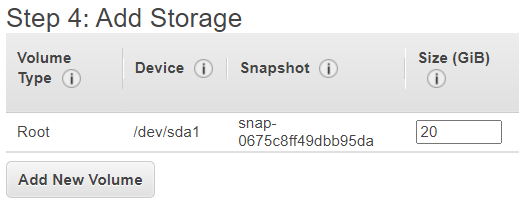 Step 4: Add Storage
Volume Type i
Device i
Snapshot i
Size (GiB) i
Root
/dev/sda1
snap-
0675c8ff49dbb95da
20
Add New Volume